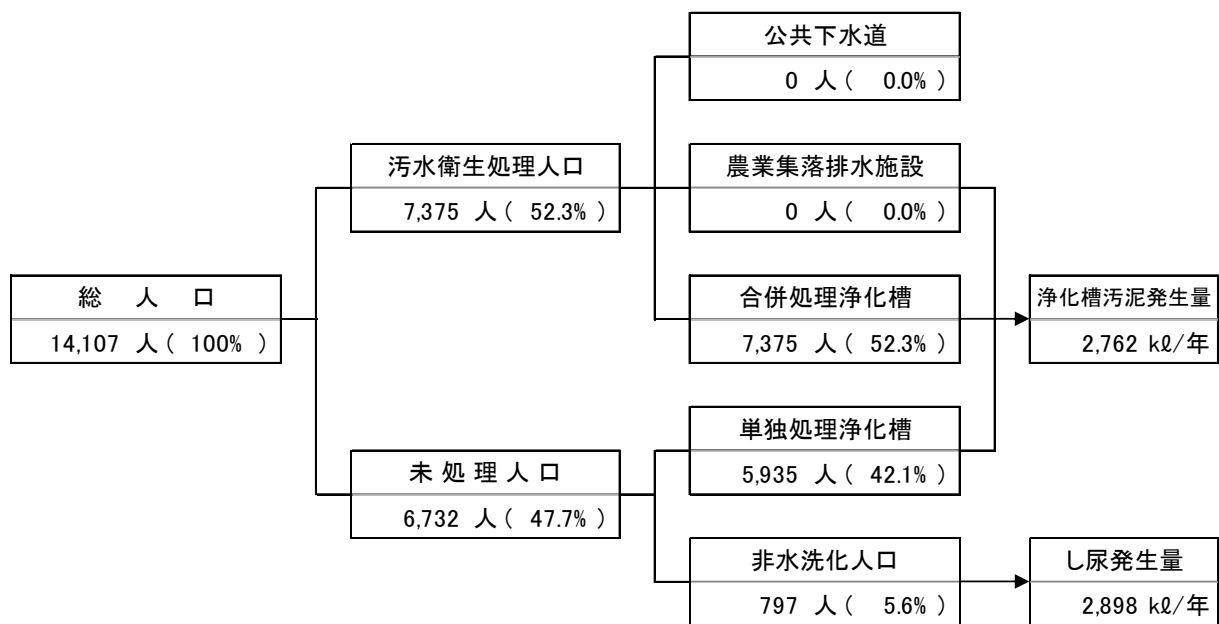 公共下水道
0 人 ( 0.0% )
汚水衛生処理人口
7,375 人 ( 52.3% )
農業集落排水施設
0 人 ( 0.0% )
総 人 口
14,107 人 ( 100% )
合併処理浄化槽
7,375 人 ( 52.3% )
浄化槽汚泥発生量
2,762 kℓ/年
単独処理浄化槽
5,935 人 ( 42.1% )
未 処 理 人 口
6,732 人 ( 47.7% )
非水洗化人口
797 人 ( 5.6% )
し尿発生量
2,898 kℓ/年